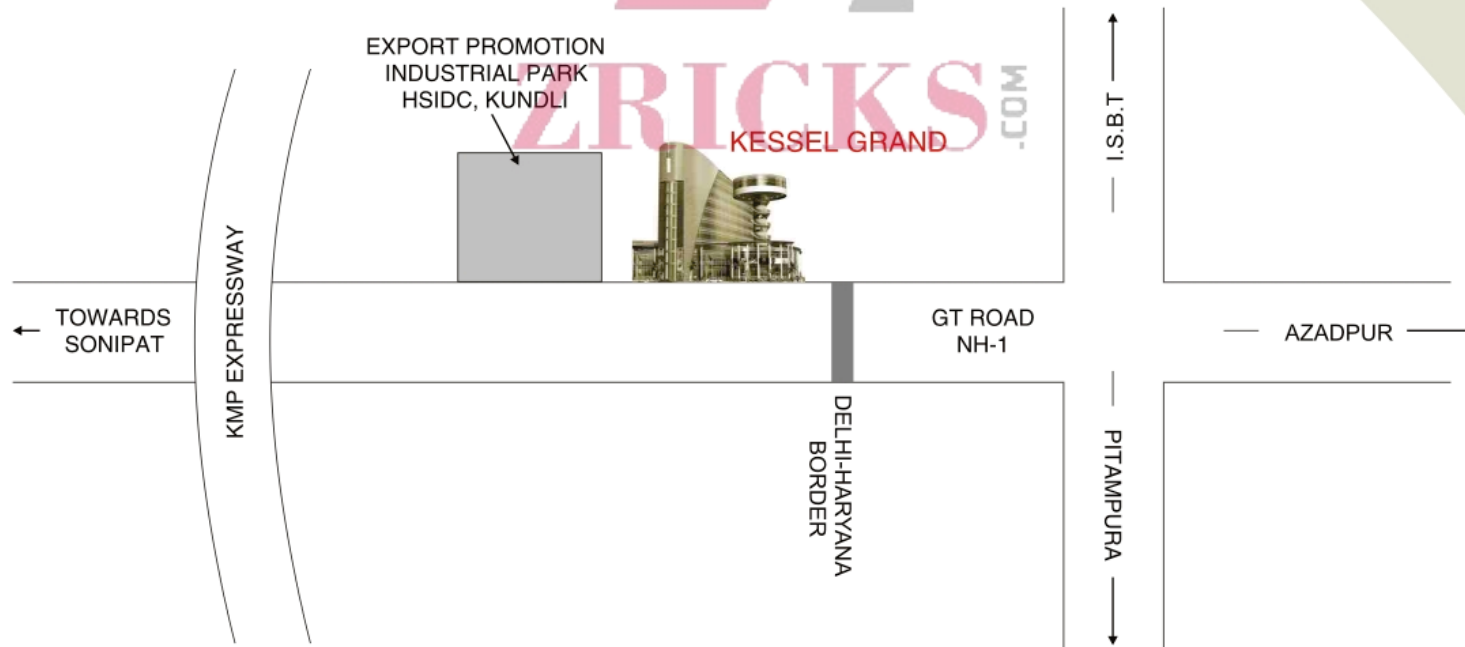 EXPORT PROMOTION
INDUSTRIAL PARK
HSIDC, KUNDLI
ZRICKS
.COM
KESSEL GRAND
I.S.B.T
KMP EXPRESSWAY
TOWARDS
SONIPAT
GT ROAD
NH-1
AZADPUR
DELHI-HARYANA
BORDER
PITAMPURA